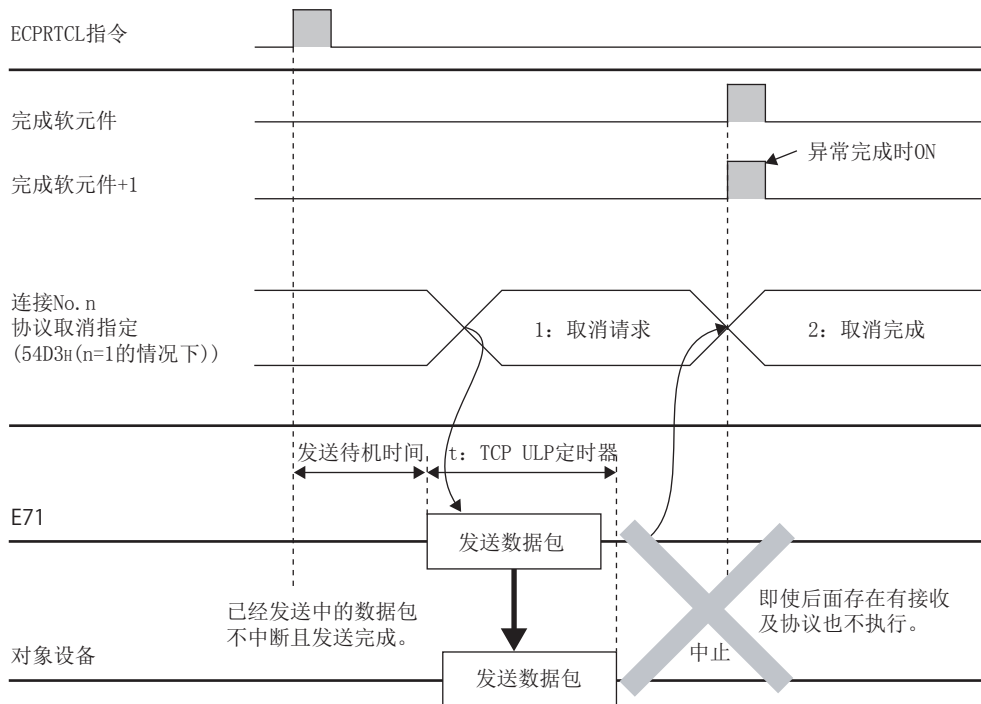 ECPRTCL指令
完成软元件
异常完成时ON
完成软元件+1
连接No.n
协议取消指定
(54D3H(n=1的情况下))
1: 取消请求
2: 取消完成
发送待机时间
t: TCP ULP定时器
E71
发送数据包
已经发送中的数据包
不中断且发送完成。
即使后面存在有接收
及协议也不执行。
中止
对象设备
发送数据包